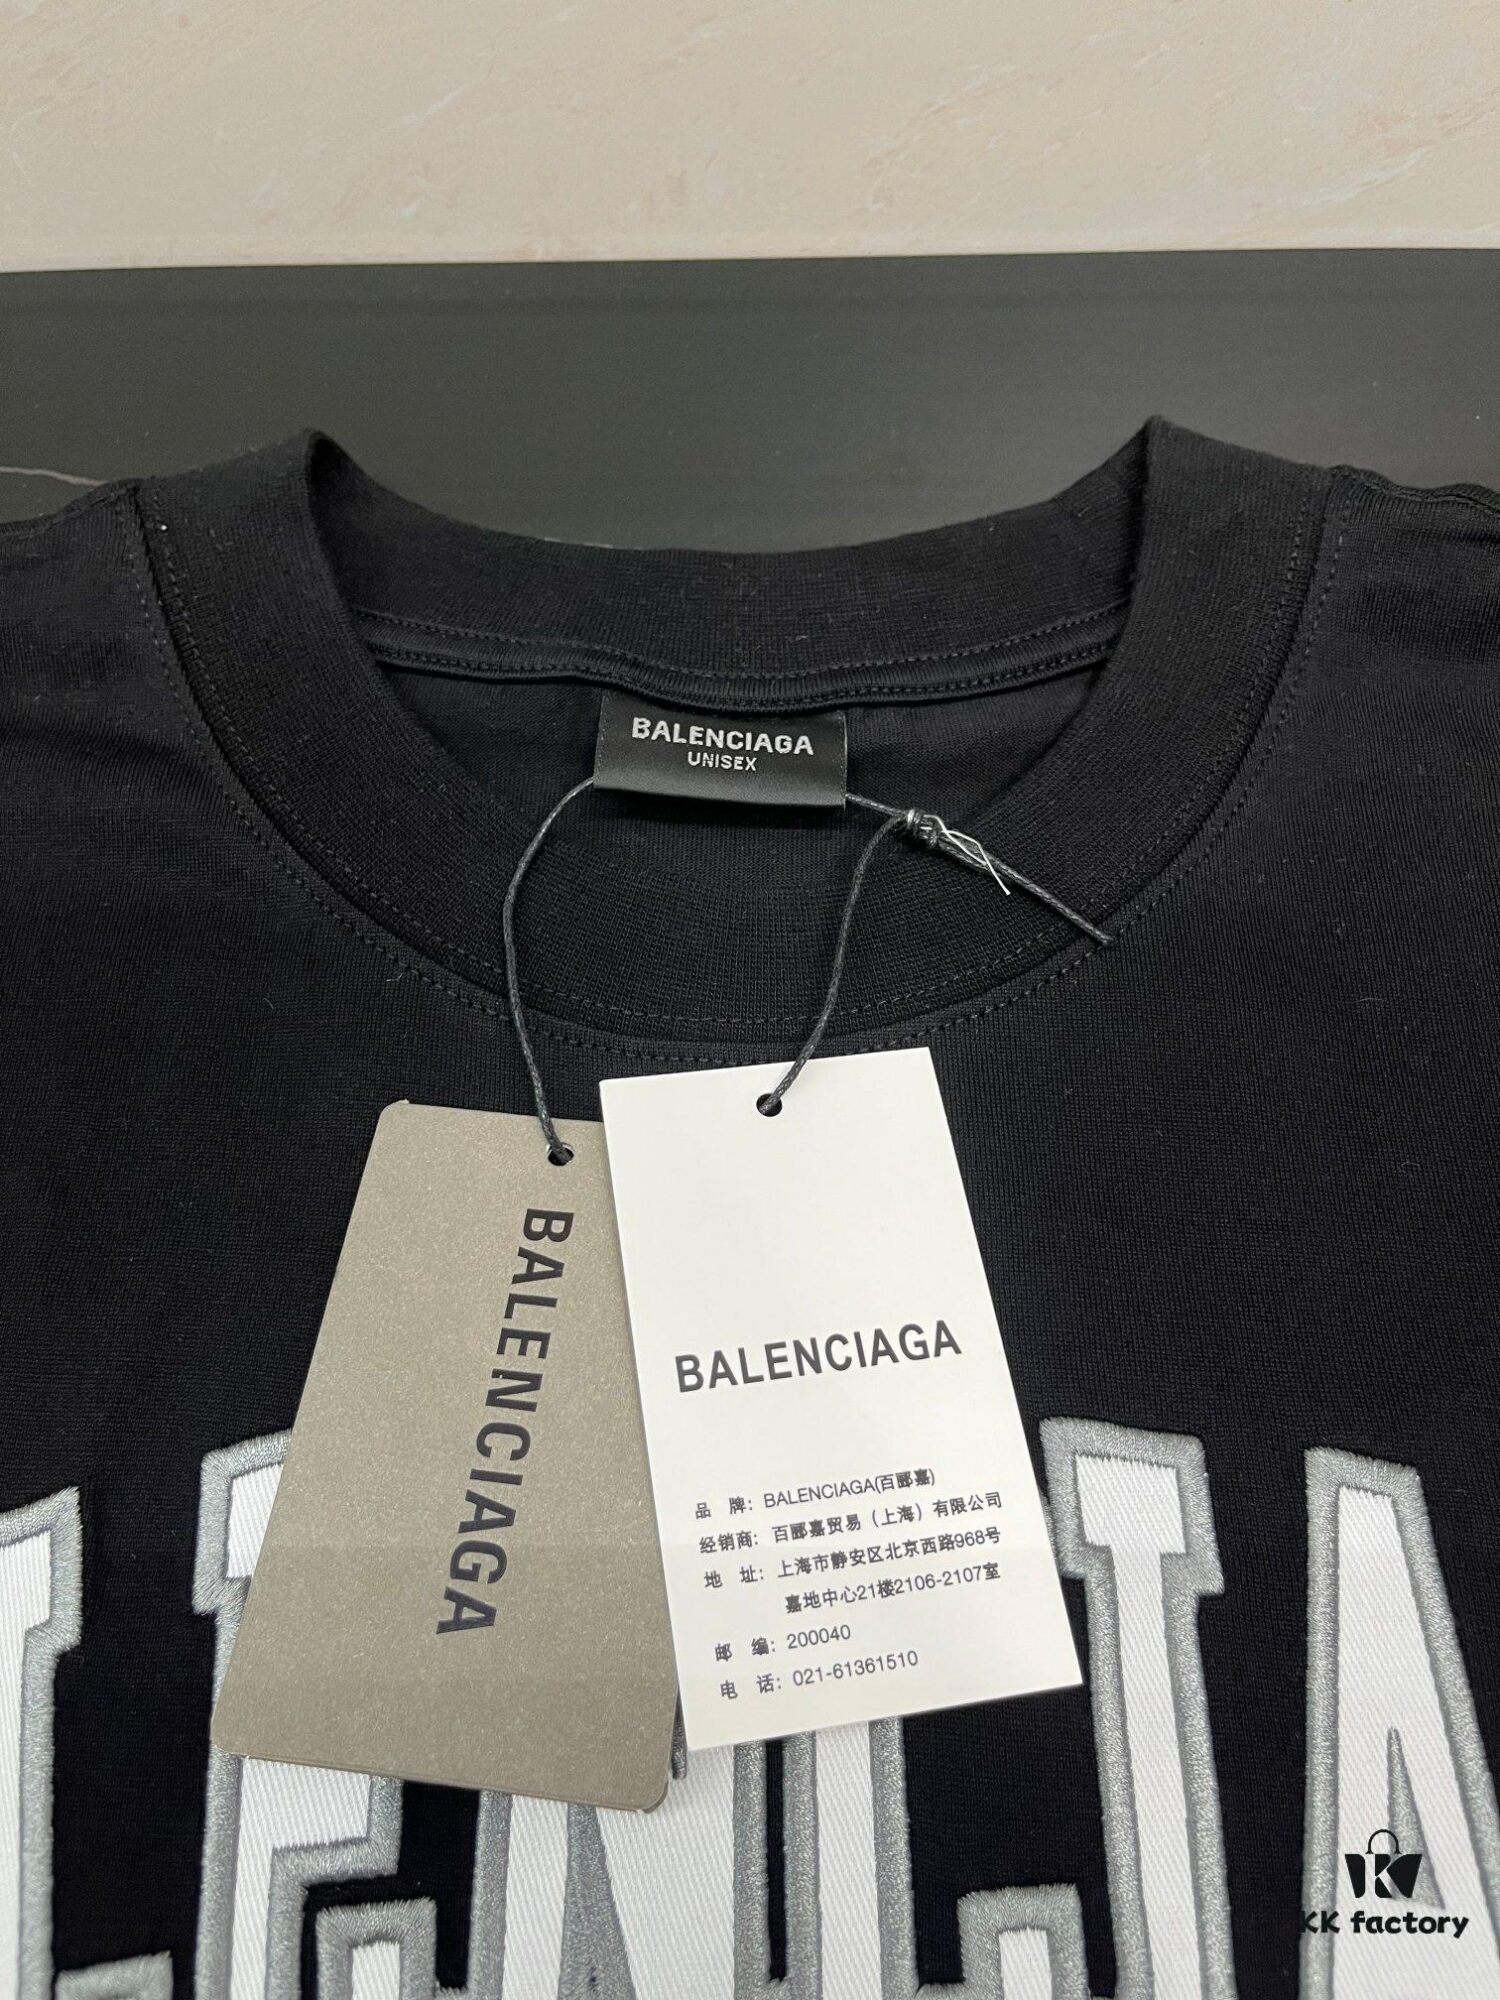 BALENCIAGA
UNISEX
BALENCIAGA
BALENCIAGA
品 牌：BALENCIAGA(百郦嘉)
经销商：百郦嘉贸易（上海）有限公司
地 址：上海市静安区北京西路968号
嘉地中心21楼2106-2107室
邮 编：200040
电 话：021-61361510
KK factory